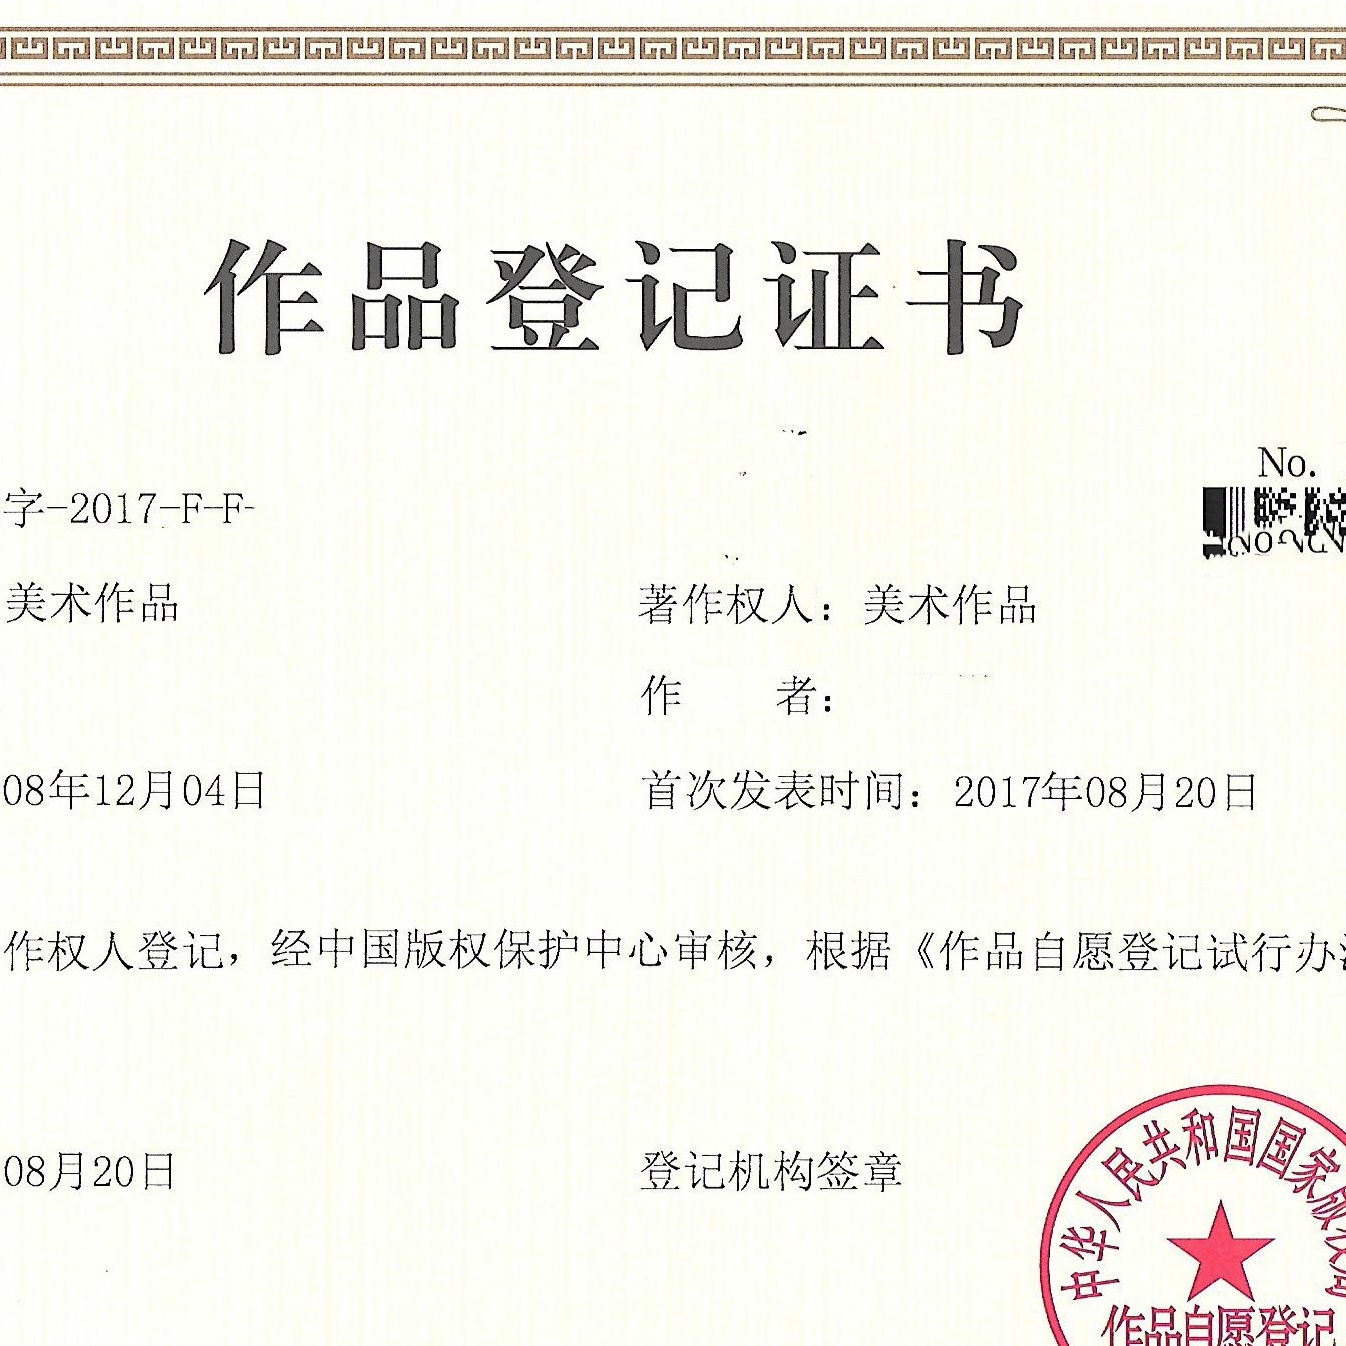 作品登记证书
No.
字-2017-F-F-
美术作品
著作权人：美术作品
作 者：
08年12月04日
首次发表时间：2017年08月20日
作权人登记，经中国版权保护中心审核，根据《作品自愿登记试行办法
08月20日
登记机构签章
中华人民共和国国家版权局
作品自愿登记